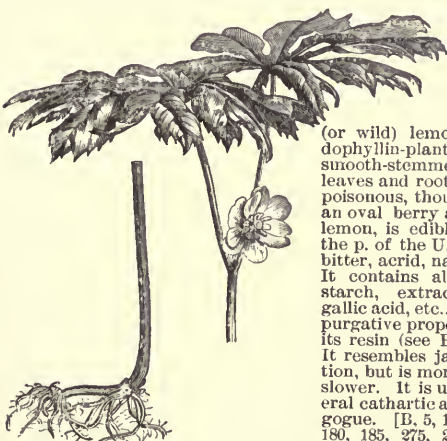 (or wild) lemo
dophyllin-plant
smooth-stemme
leaves and root
poisonous, thou
an oval berry a
lemon, is edibl
the p. of the U.
bitter, acrid, na
It contains al
starch, extrac
gallic acid, etc.,
purgative prope
its resin (see P
It resembles ja
tion, but is mor
slower. It is u
eral cathartic a
gogue. [B, 5, 1
180, 185, 275, 2